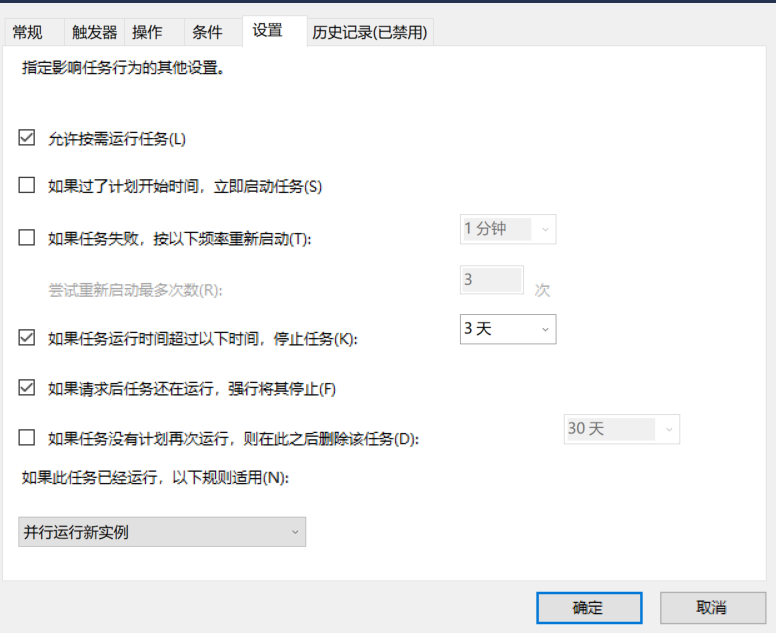 常规 触发器 操作 条件 设置 历史记录(已禁用)
指定影响任务行为的其他设置。
允许按需运行任务(L)
如果过了计划开始时间，立即启动任务(S)
如果任务失败，按以下频率重新启动(T): 1 分钟
尝试重新启动最多次数(R): 3 次
如果任务运行时间超过以下时间，停止任务(K): 3 天
如果请求后任务还在运行，强行将其停止(F)
如果任务没有计划再次运行，则在此之后删除该任务(D): 30 天
如果此任务已经运行，以下规则适用(N):
并行运行新实例
确定 取消